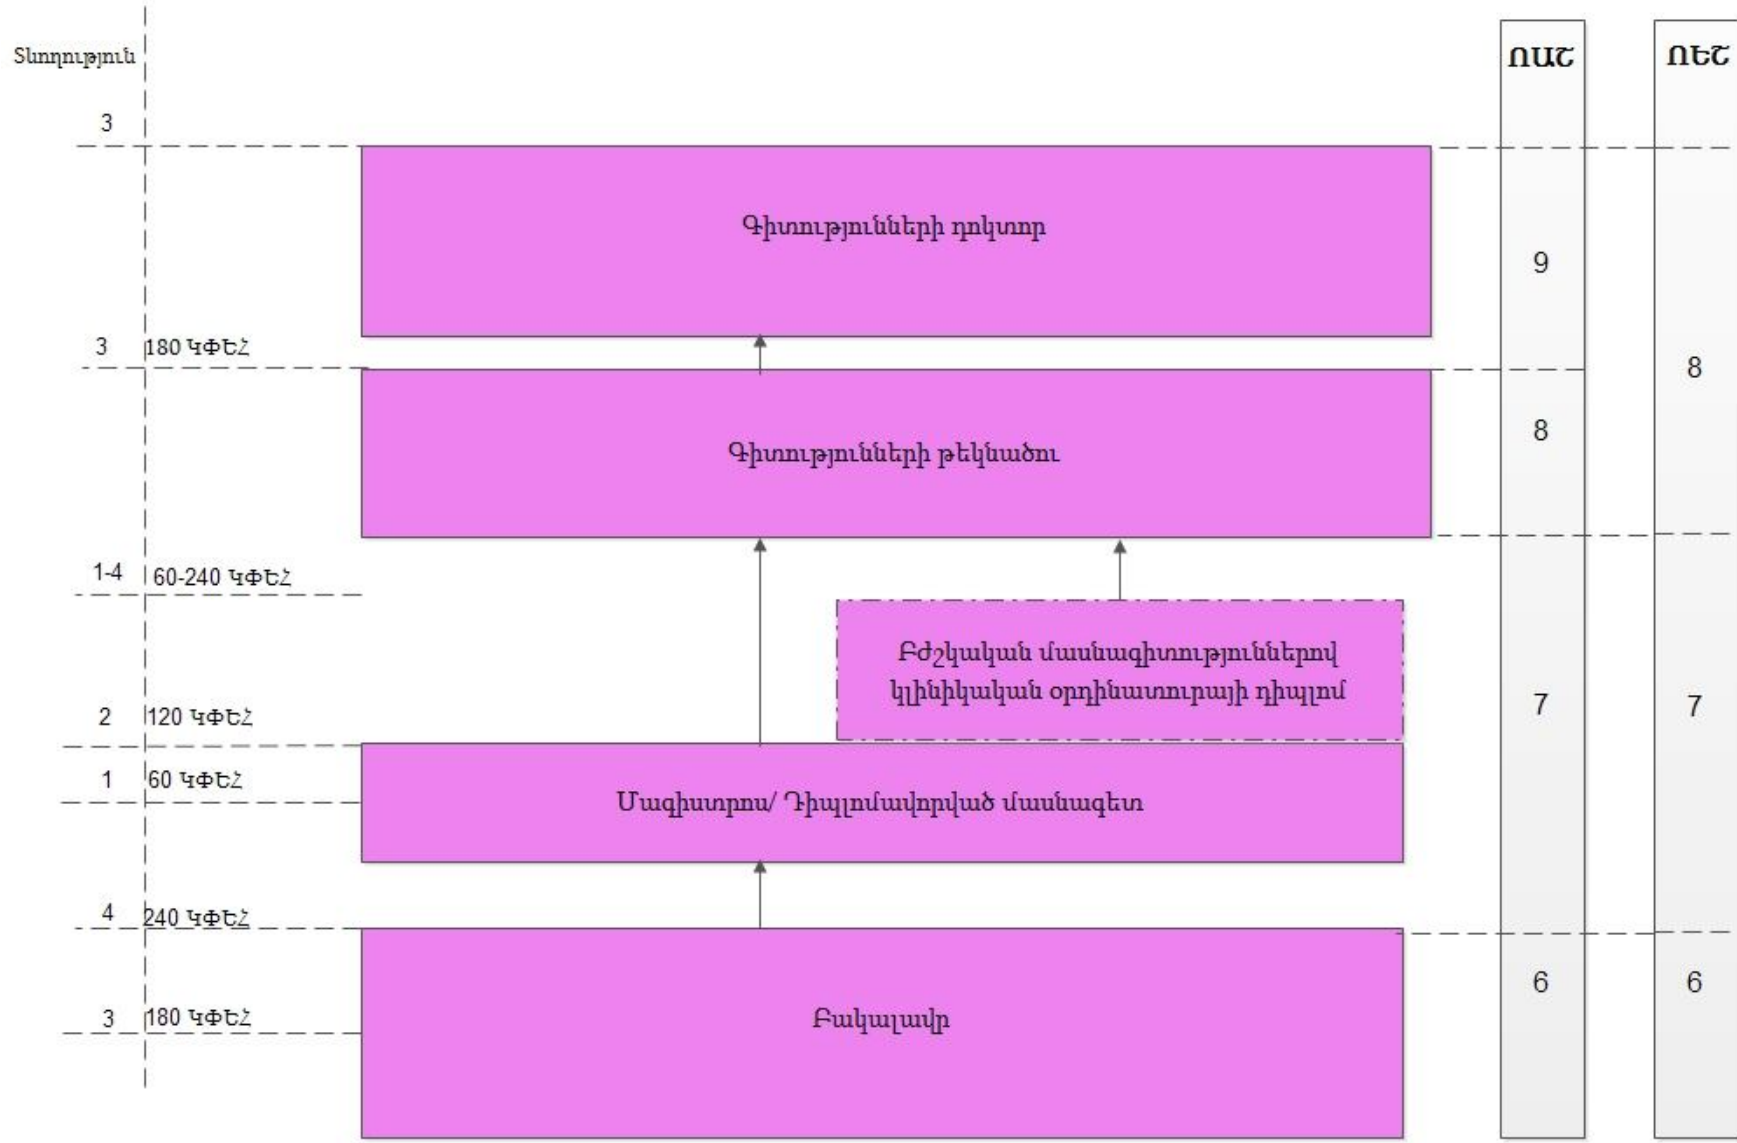 Տևողություն
ՈԱՇ
ՈԵՇ
3
Գիտությունների դոկտոր
9
3 180 ԿՓԵՀ
8
8
Գիտությունների թեկնածու
1-4 60-240 ԿՓԵՀ
Բժշկական մասնագիտություններով
կլինիկական օրդինատուրայի դիպլոմ
7
7
2 120 ԿՓԵՀ
1 60 ԿՓԵՀ
Մագիստրոս/ Դիպլոմավորված մասնագետ
4 240 ԿՓԵՀ
6
6
3 180 ԿՓԵՀ
Բակալավր